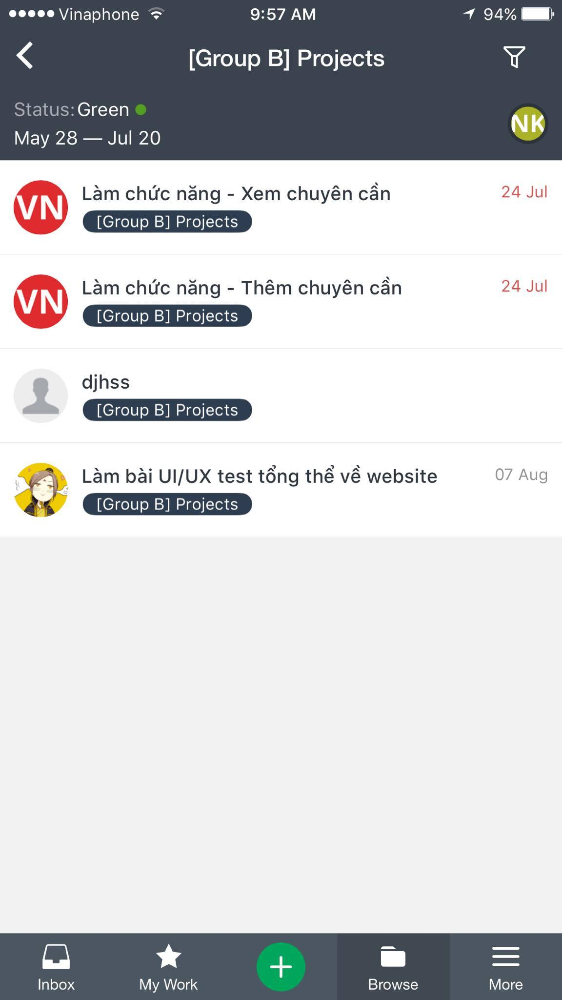 Vinaphone 9:57 AM 94%
[Group B] Projects
Status: Green
May 28 — Jul 20
NK
VN
Làm chức năng - Xem chuyên cần
24 Jul
[Group B] Projects
VN
Làm chức năng - Thêm chuyên cần
24 Jul
[Group B] Projects
djhss
[Group B] Projects
Làm bài UI/UX test tổng thể về website
07 Aug
[Group B] Projects
Inbox
My Work
Browse
More